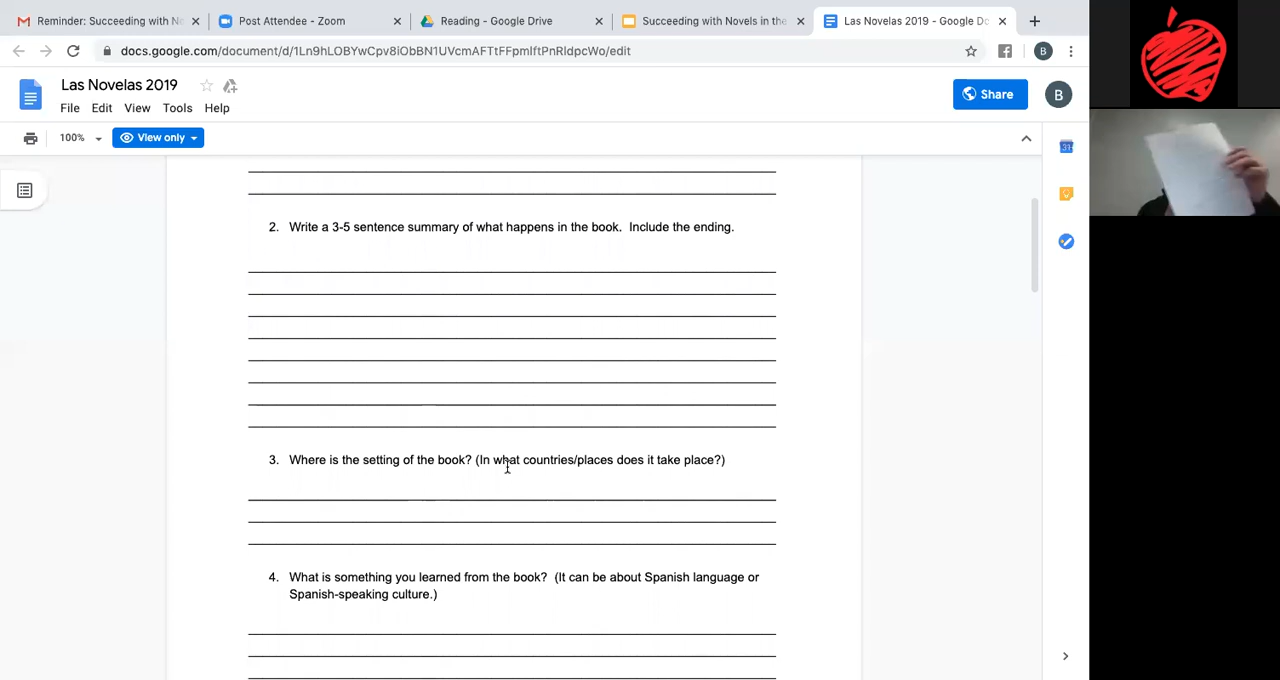 Reminder: Succeeding with N
Post Attendee - Zoom
Reading - Google Drive
Succeeding with Novels in the
Las Novelas 2019 - Google Do
docs.google.com/document/d/1Ln9hLOBYwCpv8iObBN1UVcmAFTtFFpmlftPnRldpcWo/edit
B
Las Novelas 2019
File Edit View Tools Help
Share
B
100%
View only
31
2. Write a 3-5 sentence summary of what happens in the book. Include the ending.
3. Where is the setting of the book? (In what countries/places does it take place?)
4. What is something you learned from the book? (It can be about Spanish language or
Spanish-speaking culture.)